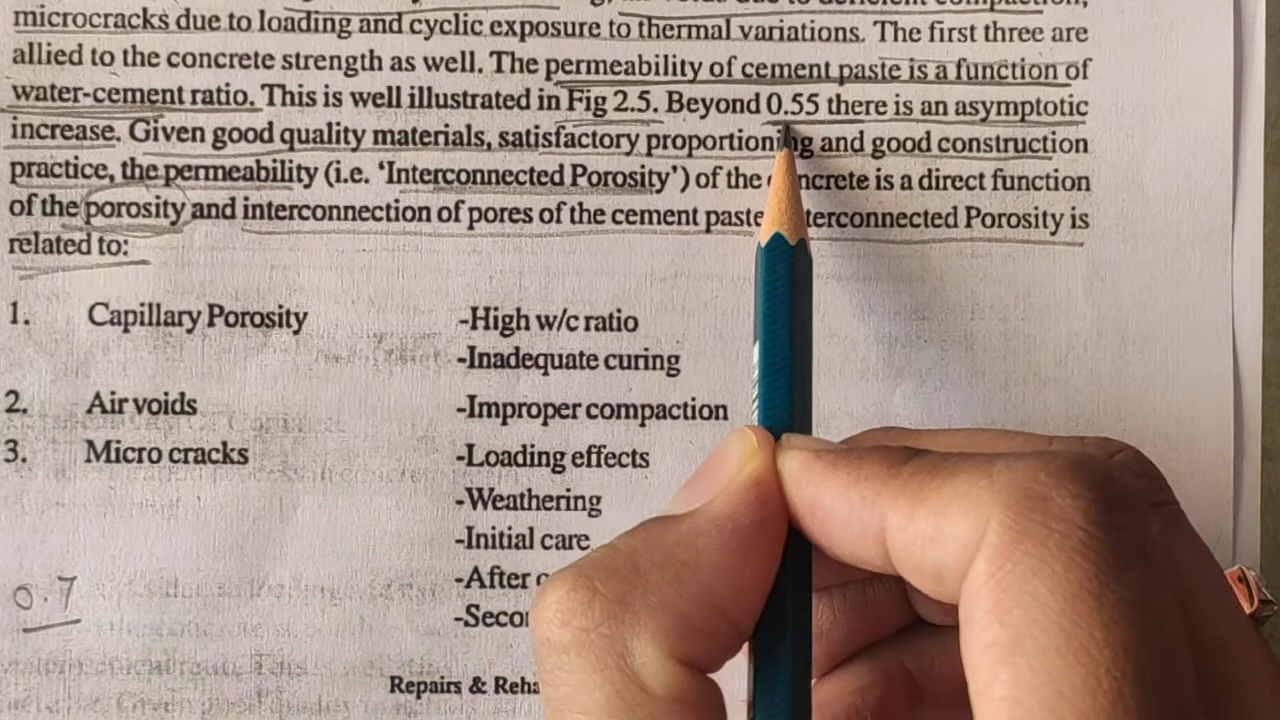 microcracks due to loading and cyclic exposure to thermal variations. The first three are
allied to the concrete strength as well. The permeability of cement paste is a function of
water-cement ratio. This is well illustrated in Fig 2.5. Beyond 0.55 there is an asymptotic
increase. Given good quality materials, satisfactory proportioning and good construction
practice, the permeability (i.e. ‘Interconnected Porosity’) of the concrete is a direct function
of the porosity and interconnection of pores of the cement paste Interconnected Porosity is
related to:
1. Capillary Porosity -High w/c ratio
-Inadequate curing
2. Air voids -Improper compaction
3. Micro cracks -Loading effects
-Weathering
-Initial care
-After
0.7
Repairs &